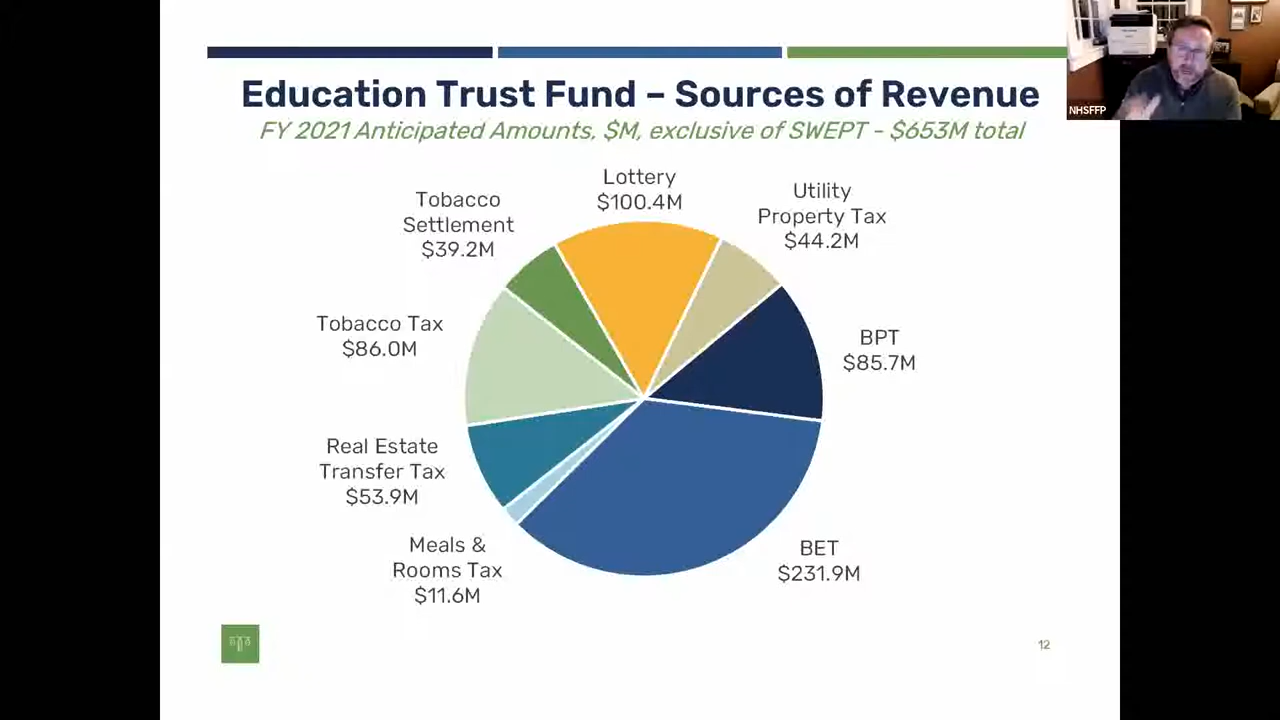 Education Trust Fund – Sources of Revenue
FY 2021 Anticipated Amounts, $M, exclusive of SWEPT - $653M total
NHSFFP
Lottery
$100.4M
Utility
Property Tax
$44.2M
Tobacco
Settlement
$39.2M
BPT
$85.7M
Tobacco Tax
$86.0M
Real Estate
Transfer Tax
$53.9M
BET
$231.9M
Meals &
Rooms Tax
$11.6M
12